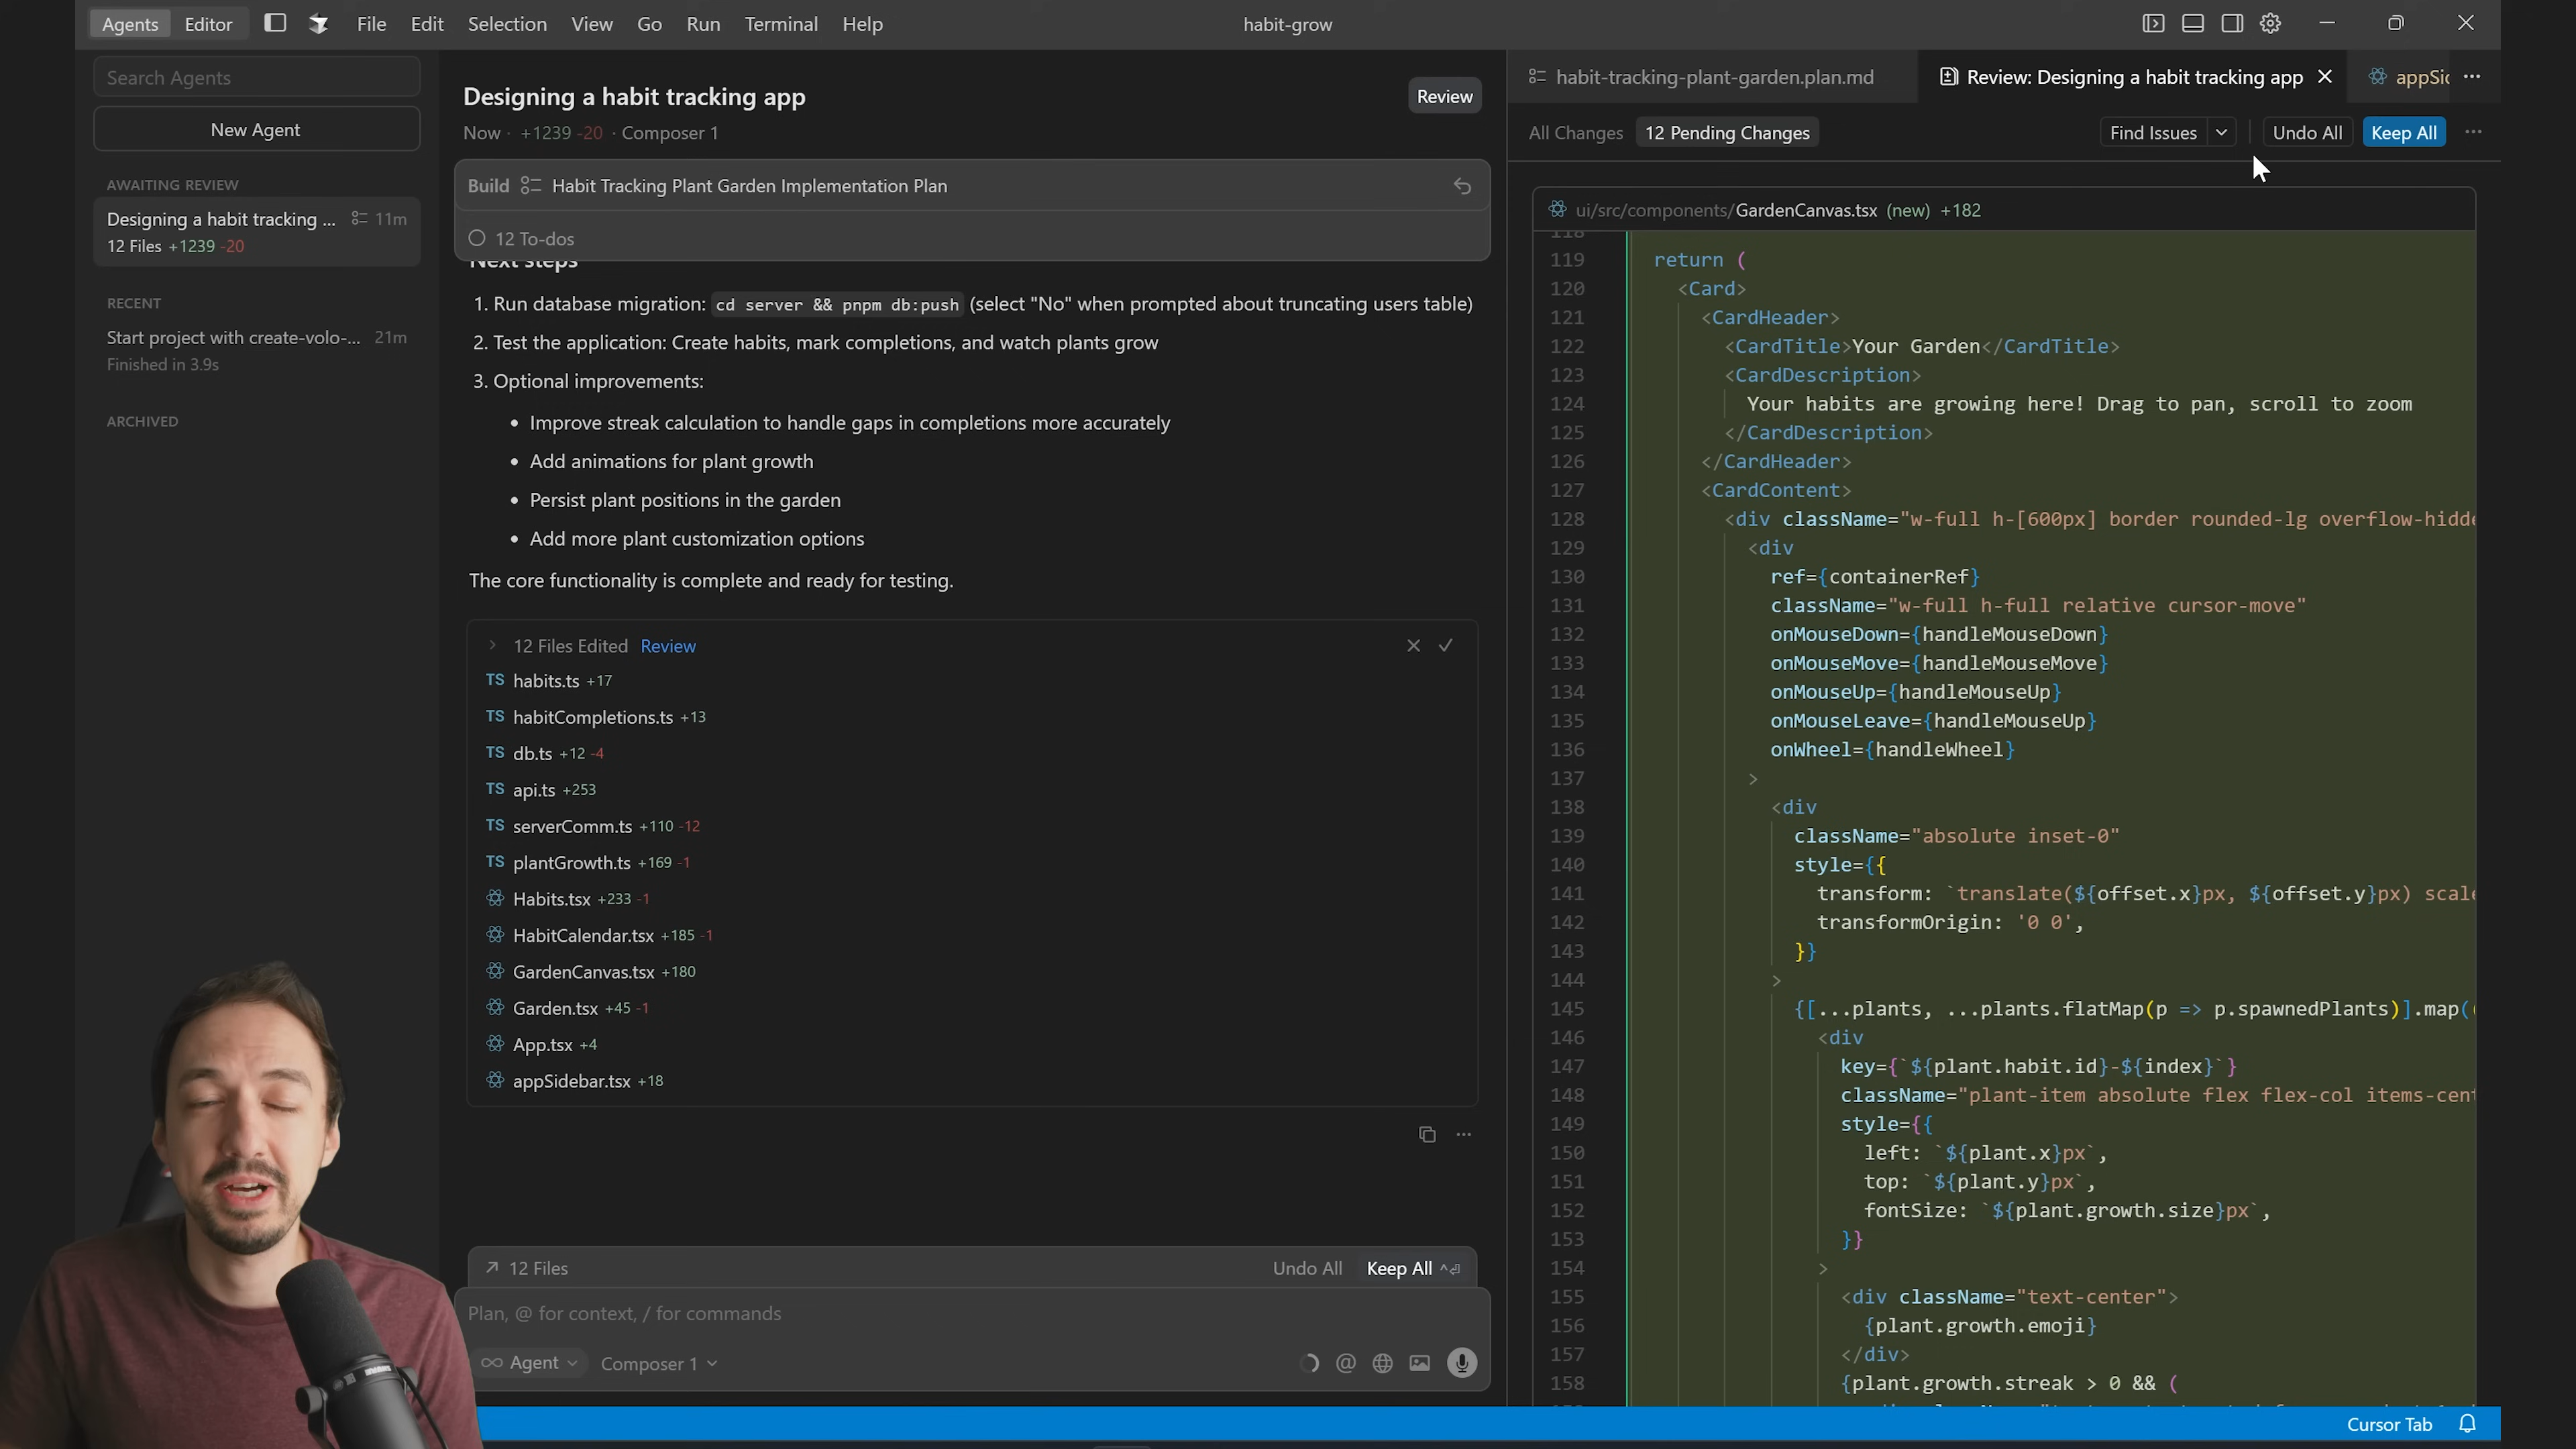 Agents Editor File Edit Selection View Go Run Terminal Help
habit-grow
Search Agents
New Agent
AWAITING REVIEW
Designing a habit tracking ... 11m
12 Files +1239 -20
RECENT
Start project with create-volo-... 21m
Finished in 3.9s
ARCHIVED
Designing a habit tracking app
Review
Now · +1239 -20 · Composer 1
Build Habit Tracking Plant Garden Implementation Plan
12 To-dos
Next steps
1. Run database migration: cd server && pnpm db:push (select "No" when prompted about truncating users table)
2. Test the application: Create habits, mark completions, and watch plants grow
3. Optional improvements:
• Improve streak calculation to handle gaps in completions more accurately
• Add animations for plant growth
• Persist plant positions in the garden
• Add more plant customization options
The core functionality is complete and ready for testing.
12 Files Edited Review
TS habits.ts +17
TS habitCompletions.ts +13
TS db.ts +12 -4
TS api.ts +253
TS serverComm.ts +110 -12
TS plantGrowth.ts +169 -1
Habits.tsx +233 -1
HabitCalendar.tsx +185 -1
GardenCanvas.tsx +180
Garden.tsx +45 -1
App.tsx +4
appSidebar.tsx +18
12 Files Undo All Keep All
Plan, @ for context, / for commands
Agent Composer 1
habit-tracking-plant-garden.plan.md
Review: Designing a habit tracking app
appSic
All Changes 12 Pending Changes
Find Issues Undo All Keep All
ui/src/components/GardenCanvas.tsx (new) +182
118
119 return (
120 <Card>
121 <CardHeader>
122 <CardTitle>Your Garden</CardTitle>
123 <CardDescription>
124 Your habits are growing here! Drag to pan, scroll to zoom
125 </CardDescription>
126 </CardHeader>
127 <CardContent>
128 <div className="w-full h-[600px] border rounded-lg overflow-hidde
129 <div
130 ref={containerRef}
131 className="w-full h-full relative cursor-move"
132 onMouseDown={handleMouseDown}
133 onMouseMove={handleMouseMove}
134 onMouseUp={handleMouseUp}
135 onMouseLeave={handleMouseUp}
136 onWheel={handleWheel}
137 >
138 <div
139 className="absolute inset-0"
140 style={{
141 transform: `translate(${offset.x}px, ${offset.y}px) scale
142 transformOrigin: '0 0',
143 }}
144 >
145 {[...plants, ...plants.flatMap(p => p.spawnedPlants)].map((
146 <div
147 key={`${plant.habit.id}-${index}`}
148 className="plant-item absolute flex flex-col items-cent
149 style={{
150 left: `${plant.x}px`,
151 top: `${plant.y}px`,
152 fontSize: `${plant.growth.size}px`,
153 }}
154 >
155 <div className="text-center">
156 {plant.growth.emoji}
157 </div>
158 {plant.growth.streak > 0 && (
Cursor Tab